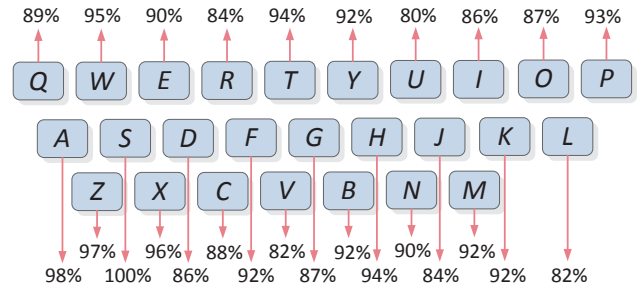 89% 95% 90% 84% 94% 92% 80% 86% 87% 93%
Q W E R T Y U I O P
A S D F G H J K L
Z X C V B N M
97% 96% 88% 82% 92% 90% 92%
98% 100% 86% 92% 87% 94% 84% 92% 82%